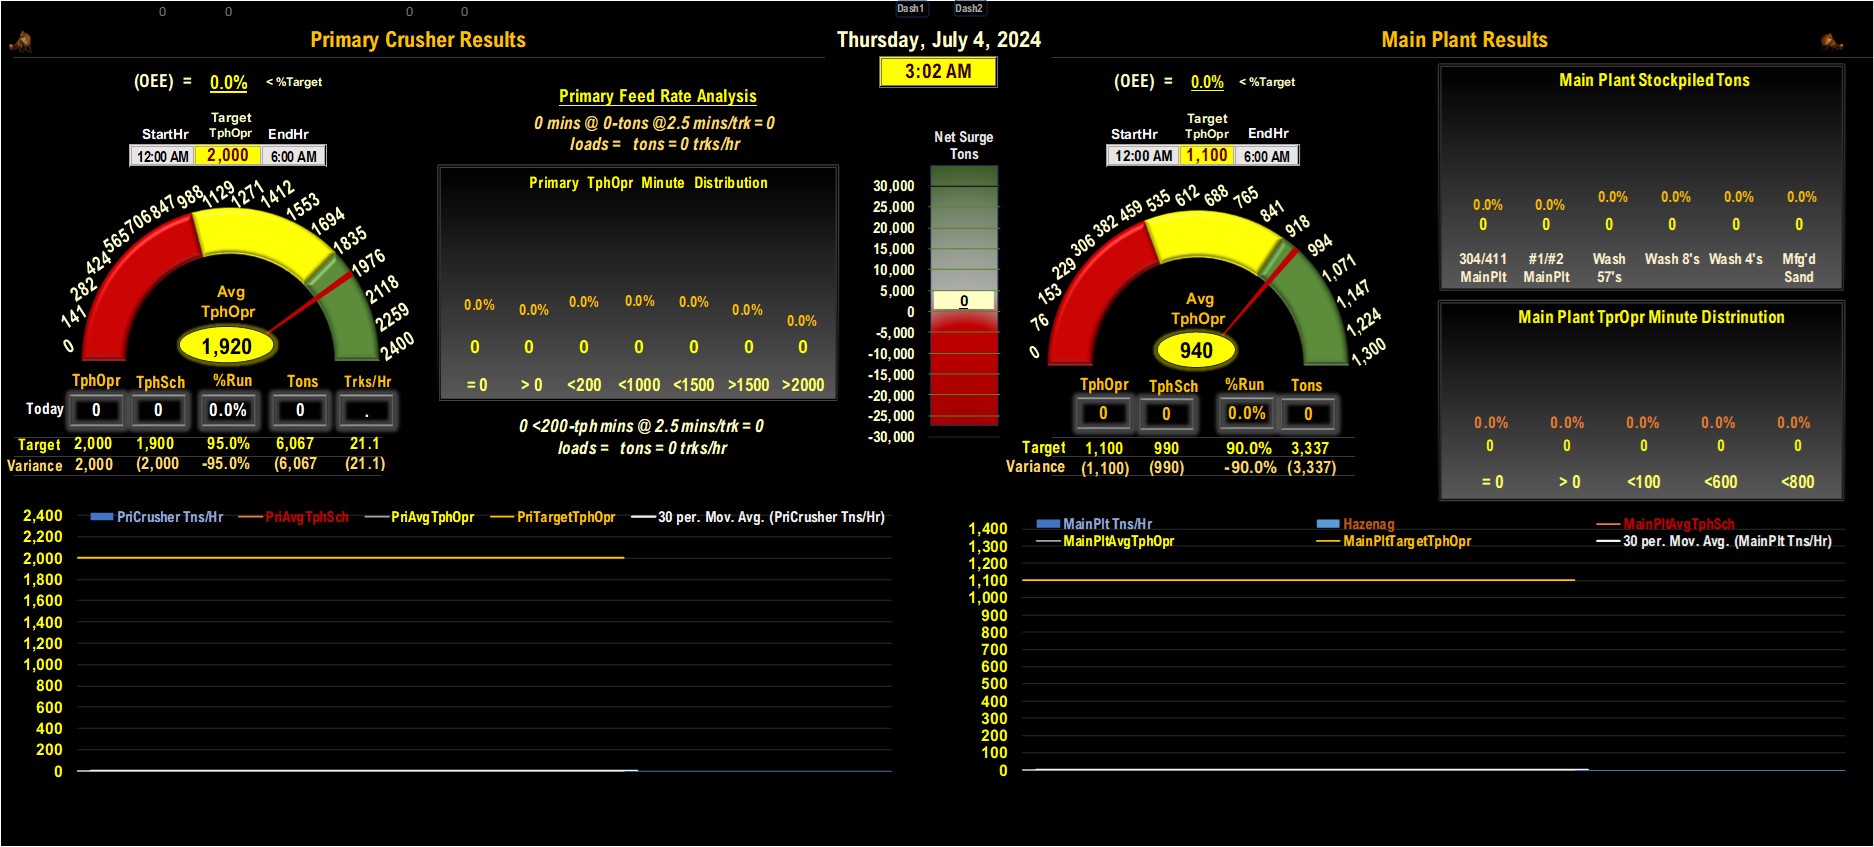 0 0 0 0
Dash1 Dash2
Primary Crusher Results
Thursday, July 4, 2024
Main Plant Results
3:02 AM
(OEE) = 0.0% < %Target
Target
StartHr TphOpr EndHr
12:00 AM 2,000 6:00 AM
0 141 282 424 565 706 847 988 1129 1271 1412 1553 1694 1835 1976 2118 2259 2400
Avg
TphOpr
1,920
TphOpr TphSch %Run Tons Trks/Hr
Today 0 0 0.0% 0 .
Target 2,000 1,900 95.0% 6,067 21.1
Variance 2,000 (2,000 -95.0% (6,067 (21.1)
Primary Feed Rate Analysis
0 mins @ 0-tons @2.5 mins/trk = 0
loads = tons = 0 trks/hr
Primary TphOpr Minute Distribution
0.0% 0.0% 0.0% 0.0% 0.0% 0.0% 0.0%
0 0 0 0 0 0 0
= 0 > 0 <200 <1000 <1500 >1500 >2000
0 <200-tph mins @ 2.5 mins/trk = 0
loads = tons = 0 trks/hr
Net Surge
Tons
30,000
25,000
20,000
15,000
10,000
5,000
0
0
-5,000
-10,000
-15,000
-20,000
-25,000
-30,000
(OEE) = 0.0% < %Target
Target
StartHr TphOpr EndHr
12:00 AM 1,100 6:00 AM
0 76 153 229 306 382 459 535 612 688 765 841 918 994 1,071 1,147 1,224 1,300
Avg
TphOpr
940
TphOpr TphSch %Run Tons
0 0 0.0% 0
Target 1,100 990 90.0% 3,337
Variance (1,100) (990) -90.0% (3,337)
Main Plant Stockpiled Tons
0.0% 0.0% 0.0% 0.0% 0.0% 0.0%
0 0 0 0 0 0
304/411 #1/#2 Wash Wash 8's Wash 4's Mfg'd
MainPlt MainPlt 57's Sand
Main Plant TprOpr Minute Distrinution
0.0% 0.0% 0.0% 0.0% 0.0%
0 0 0 0 0
= 0 > 0 <100 <600 <800
PriCrusher Tns/Hr PriAvgTphSch PriAvgTphOpr PriTargetTphOpr 30 per. Mov. Avg. (PriCrusher Tns/Hr)
2,400
2,200
2,000
1,800
1,600
1,400
1,200
1,000
800
600
400
200
0
MainPlt Tns/Hr Hazenag MainPltAvgTphSch
MainPltAvgTphOpr MainPltTargetTphOpr 30 per. Mov. Avg. (MainPlt Tns/Hr)
1,400
1,300
1,200
1,100
1,000
900
800
700
600
500
400
300
200
100
0